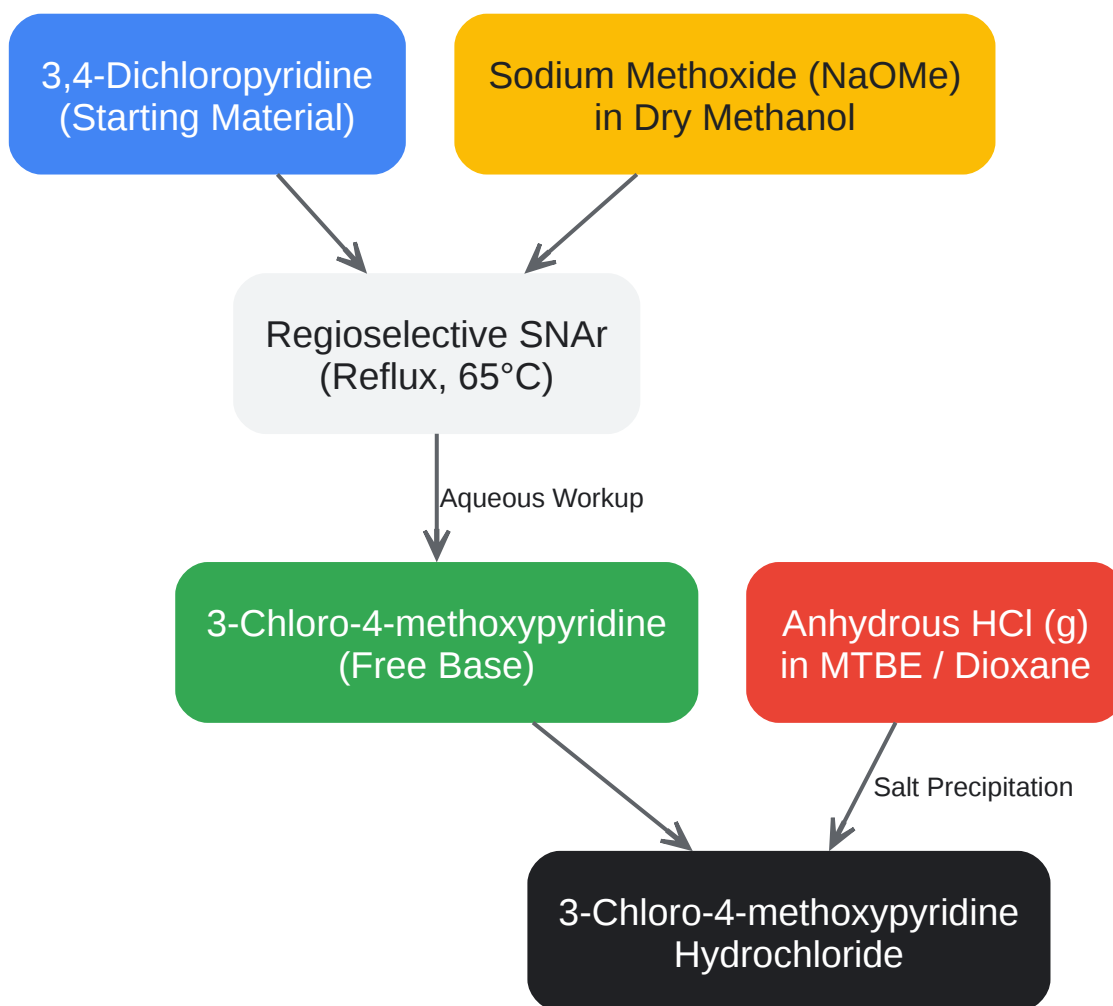 3,4-Dichloropyridine
(Starting Material)
Sodium Methoxide (NaOMe)
in Dry Methanol
Regioselective SNAr
(Reflux, 65°C)
Aqueous Workup
3-Chloro-4-methoxypyridine
(Free Base)
Anhydrous HCl (g)
in MTBE / Dioxane
Salt Precipitation
3-Chloro-4-methoxypyridine
Hydrochloride